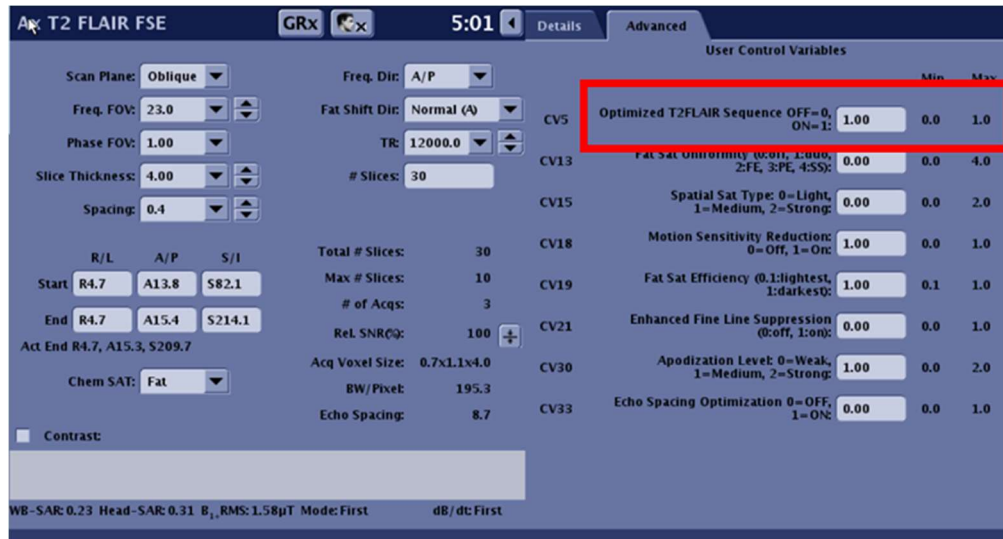 Ax T2 FLAIR FSE GRx x 5:01
Scan Plane: Oblique Freq. Dir: A/P
Freq. FOV: 23.0 Fat Shift Dir: Normal (A)
Phase FOV: 1.00 TR: 12000.0
Slice Thickness: 4.00 # Slices: 30
Spacing: 0.4
R/L A/P S/I
Start R4.7 A13.8 S82.1
End R4.7 A15.4 S214.1
Act End R4.7, A15.3, S209.7
Chem SAT: Fat
Contrast:
Total # Slices: 30
Max # Slices: 10
# of Acqs: 3
Rel. SNR(%): 100
Acq Voxel Size: 0.7x1.1x4.0
BW/Pixel: 195.3
Echo Spacing: 8.7
WB-SAR: 0.23 Head-SAR: 0.31 B1+RMS: 1.58µT Mode: First dB/dt: First
Details Advanced
User Control Variables
Min Max
CV5 Optimized T2FLAIR Sequence OFF=0,
ON=1: 1.00 0.0 1.0
CV13 Fat Sat Uniformity (0:off, 1:duo,
2:FE, 3:PE, 4:SS): 0.00 0.0 4.0
CV15 Spatial Sat Type: 0=Light,
1=Medium, 2=Strong: 0.00 0.0 2.0
CV18 Motion Sensitivity Reduction:
0=Off, 1=On: 1.00 0.0 1.0
CV19 Fat Sat Efficiency (0.1:lightest,
1:darkest): 1.00 0.1 1.0
CV21 Enhanced Fine Line Suppression
(0:off, 1:on): 0.00 0.0 1.0
CV30 Apodization Level: 0=Weak,
1=Medium, 2=Strong: 1.00 0.0 2.0
CV33 Echo Spacing Optimization 0=OFF,
1=ON: 0.00 0.0 1.0